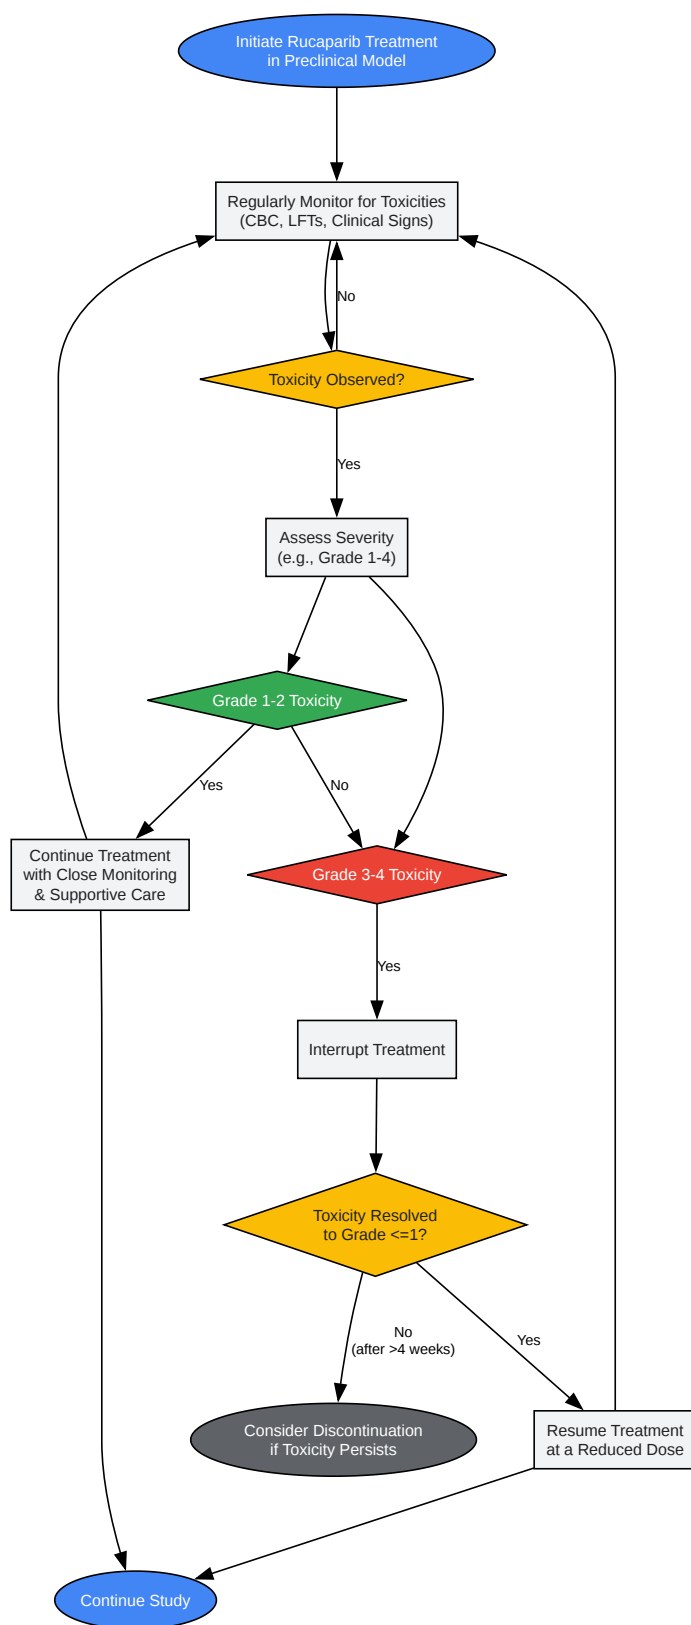 Initiate Rucaparib Treatment
in Preclinical Model
Regularly Monitor for Toxicities
(CBC, LFTs, Clinical Signs)
No
Toxicity Observed?
Yes
Assess Severity
(e.g., Grade 1-4)
Grade 1-2 Toxicity
Yes
No
Continue Treatment
with Close Monitoring
& Supportive Care
Grade 3-4 Toxicity
Yes
Interrupt Treatment
Toxicity Resolved
to Grade <=1?
No
(after >4 weeks)
Yes
Consider Discontinuation
if Toxicity Persists
Resume Treatment
at a Reduced Dose
Continue Study